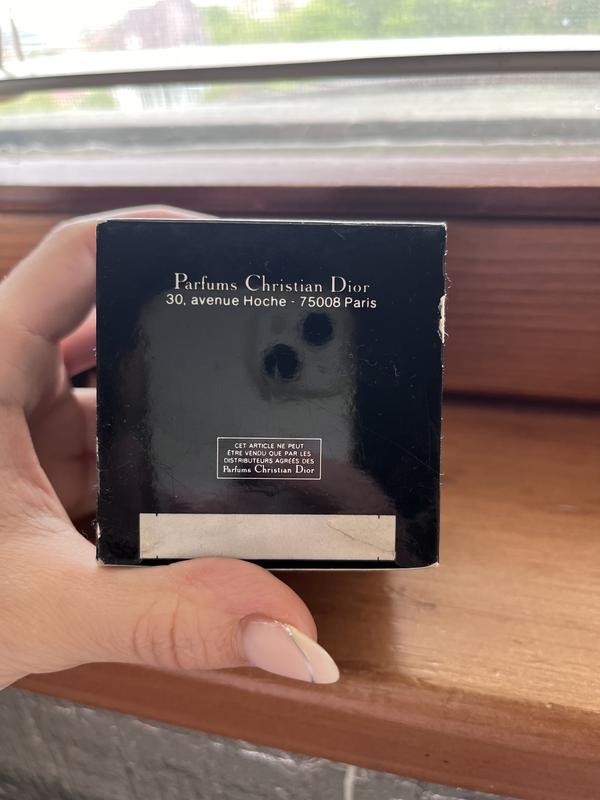 Parfums Christian Dior
30, avenue Hoche - 75008 Paris
CET ARTICLE NE PEUT
ÊTRE VENDU QUE PAR LES
DISTRIBUTEURS AGRÉÉS DES
Parfums Christian Dior